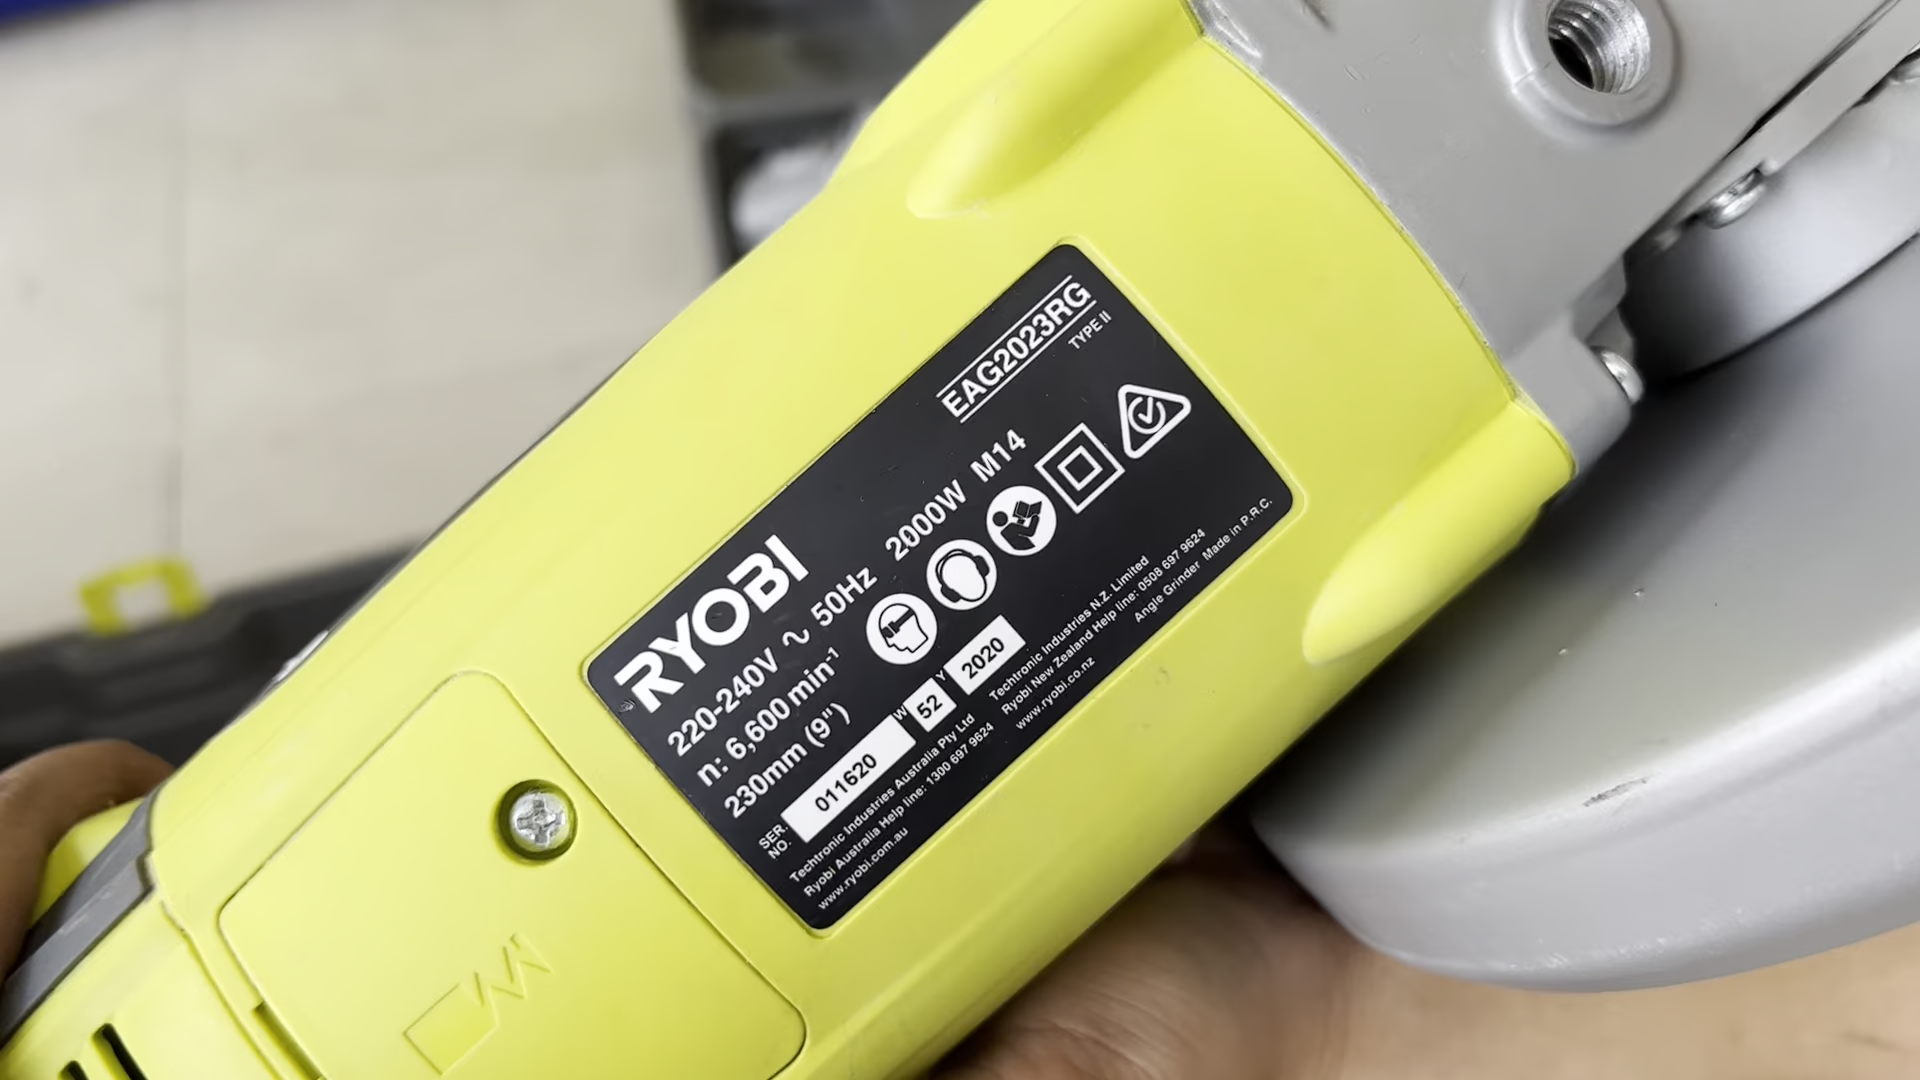 EAG2023RG
TYPE II
RYOBI
220-240V ~ 50Hz 2000W M14
n: 6,600 min⁻¹
230mm (9")
SER. NO. 011620 W 52 Y 2020
Techtronic Industries Australia Pty Ltd
Ryobi Australia Help line: 1300 697 9624
www.ryobi.com.au
Techtronic Industries N.Z. Limited
Ryobi New Zealand Help line: 0508 697 9624
www.ryobi.co.nz
Angle Grinder Made in P.R.C.